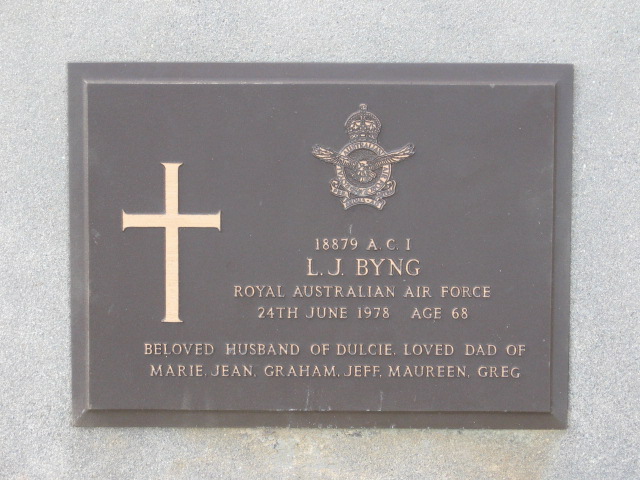 18879 A.C.1
L.J. BYNG
ROYAL AUSTRALIAN AIR FORCE
24TH JUNE 1978 AGE 68
BELOVED HUSBAND OF DULCIE. LOVED DAD OF
MARIE, JEAN, GRAHAM, JEFF, MAUREEN, GREG